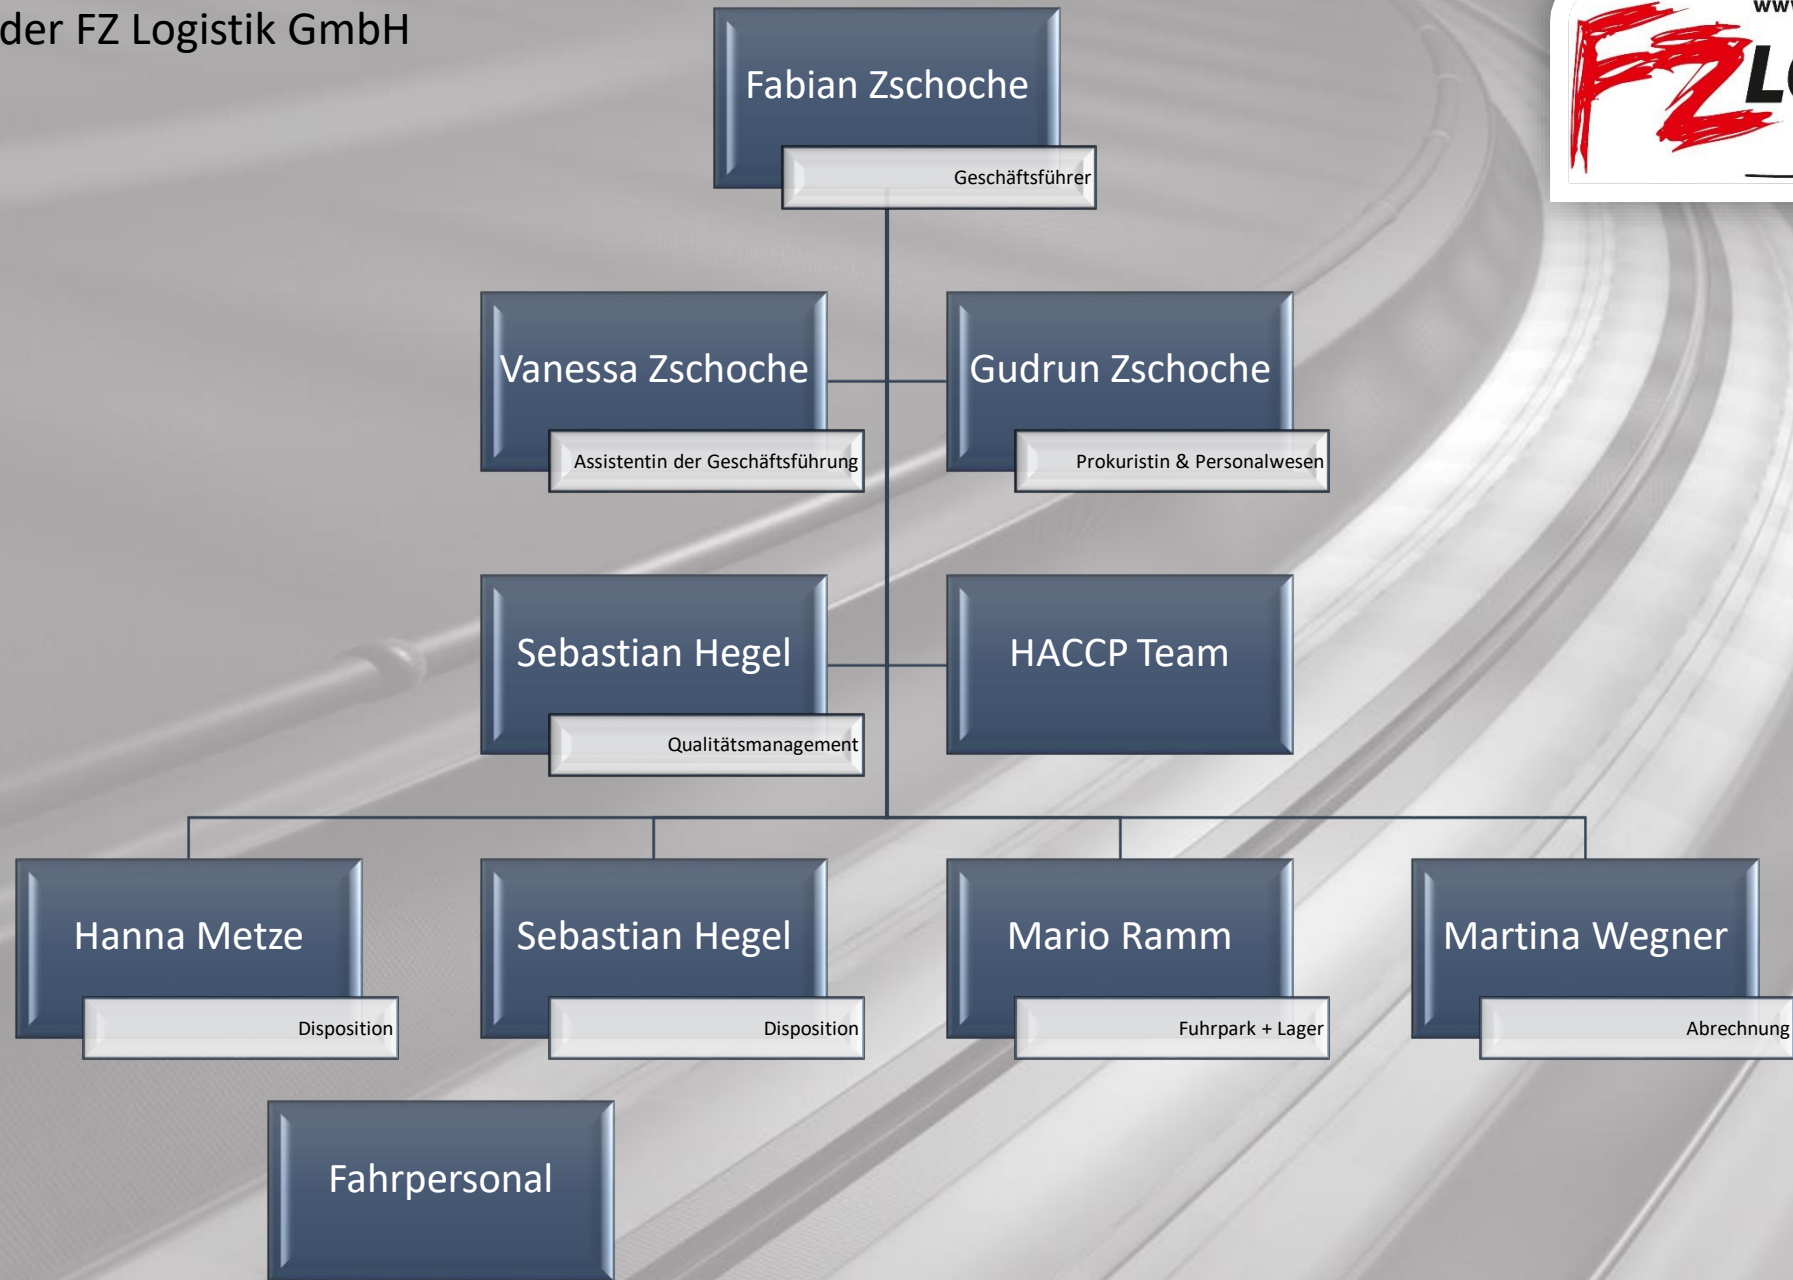 der FZ Logistik GmbH
FZ
Fabian Zschoche
Geschäftsführer
Vanessa Zschoche
Assistentin der Geschäftsführung
Gudrun Zschoche
Prokuristin & Personalwesen
Sebastian Hegel
Qualitätsmanagement
HACCP Team
Hanna Metze
Disposition
Sebastian Hegel
Disposition
Mario Ramm
Fuhrpark + Lager
Martina Wegner
Abrechnung
Fahrpersonal